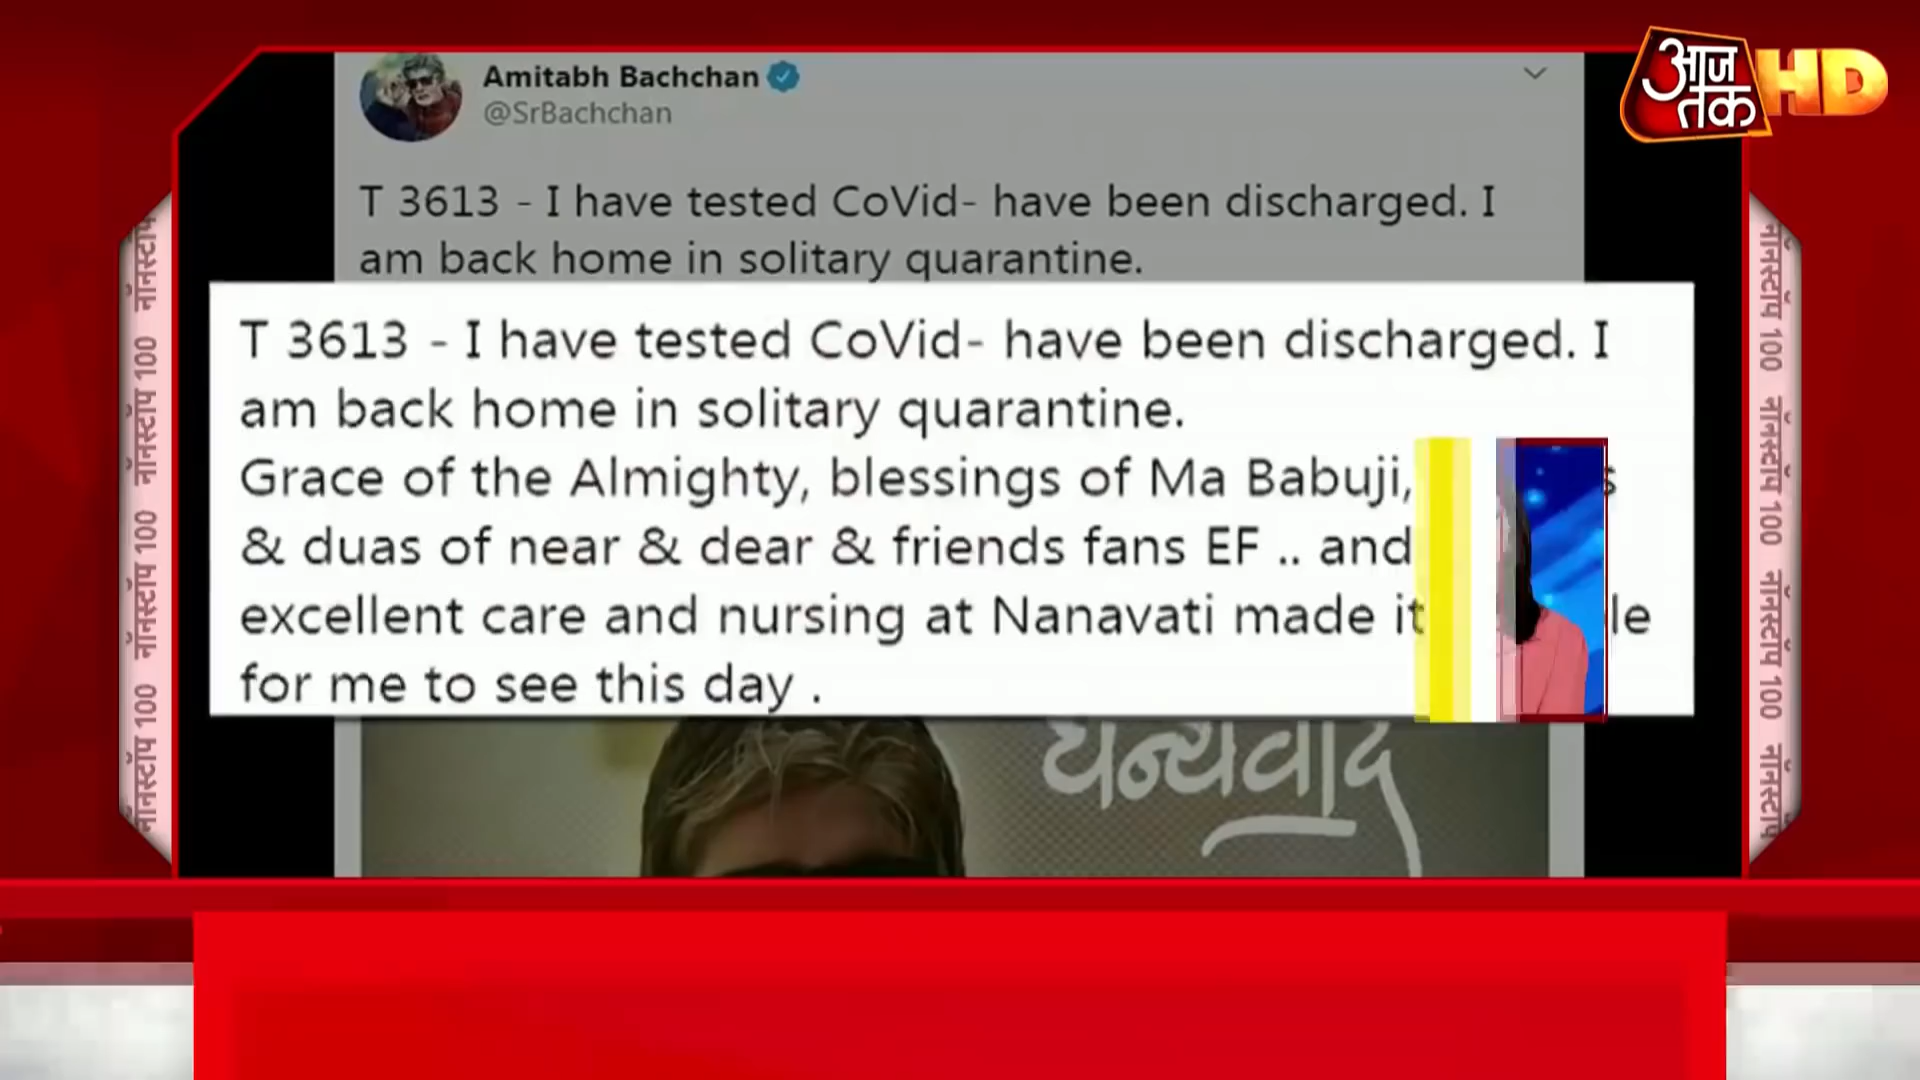 आज तक HD
Amitabh Bachchan
@SrBachchan
T 3613 - I have tested CoVid- have been discharged. I
am back home in solitary quarantine.
T 3613 - I have tested CoVid- have been discharged. I
am back home in solitary quarantine.
Grace of the Almighty, blessings of Ma Babuji,
& duas of near & dear & friends fans EF .. and
excellent care and nursing at Nanavati made it
for me to see this day .
धन्यवाद
नॉनस्टॉप 100 नॉनस्टॉप 100 नॉनस्टॉप 100 नॉनस्टॉप
नॉनस्टॉप 100 नॉनस्टॉप 100 नॉनस्टॉप 100 नॉनस्टॉप